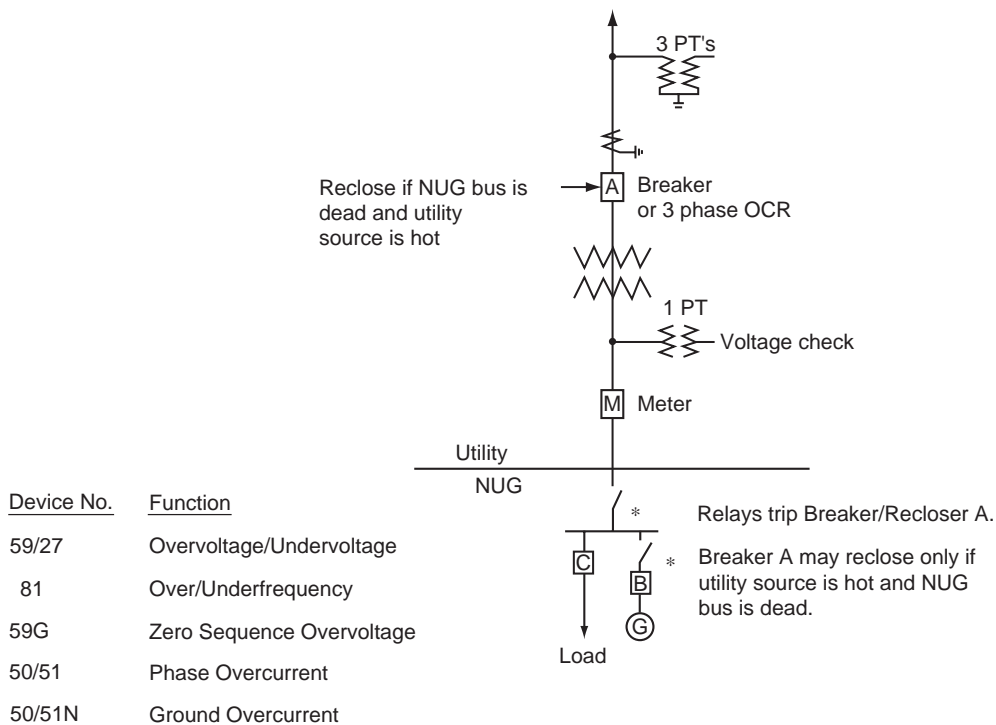 3 PT's
Reclose if NUG bus is
dead and utility
source is hot
A
Breaker
or 3 phase OCR
1 PT
Voltage check
M
Meter
Utility
NUG
Device No. Function
59/27 Overvoltage/Undervoltage
81 Over/Underfrequency
59G Zero Sequence Overvoltage
50/51 Phase Overcurrent
50/51N Ground Overcurrent
*
C
*
B
G
Load
Relays trip Breaker/Recloser A.
Breaker A may reclose only if
utility source is hot and NUG
bus is dead.